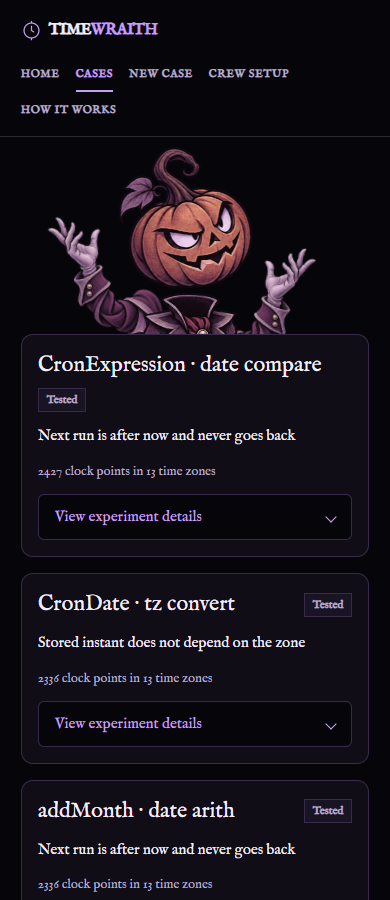 TIMEWRAITH
HOME CASES NEW CASE CREW SETUP
HOW IT WORKS
CronExpression · date compare
Tested
Next run is after now and never goes back
2427 clock points in 13 time zones
View experiment details
CronDate · tz convert
Tested
Stored instant does not depend on the zone
2336 clock points in 13 time zones
View experiment details
addMonth · date arith
Tested
Next run is after now and never goes back
2336 clock points in 13 time zones